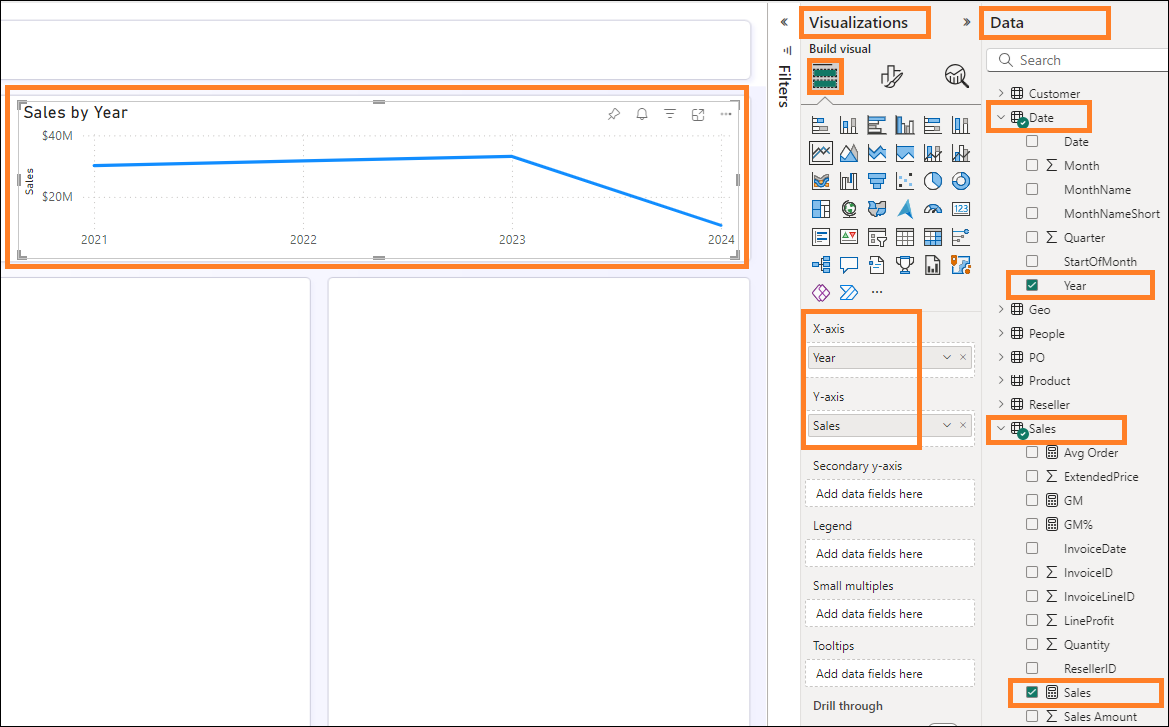 Sales by Year
$40M
Sales
$20M
2021
2022
2023
2024
Filters
Visualizations
Build visual
123
X-axis
Year
Y-axis
Sales
Secondary y-axis
Add data fields here
Legend
Add data fields here
Small multiples
Add data fields here
Tooltips
Add data fields here
Drill through
Data
Search
Customer
Date
Date
Month
MonthName
MonthNameShort
Quarter
StartOfMonth
Year
Geo
People
PO
Product
Reseller
Sales
Avg Order
ExtendedPrice
GM
GM%
InvoiceDate
InvoiceID
InvoiceLineID
LineProfit
Quantity
ResellerID
Sales
Sales Amount